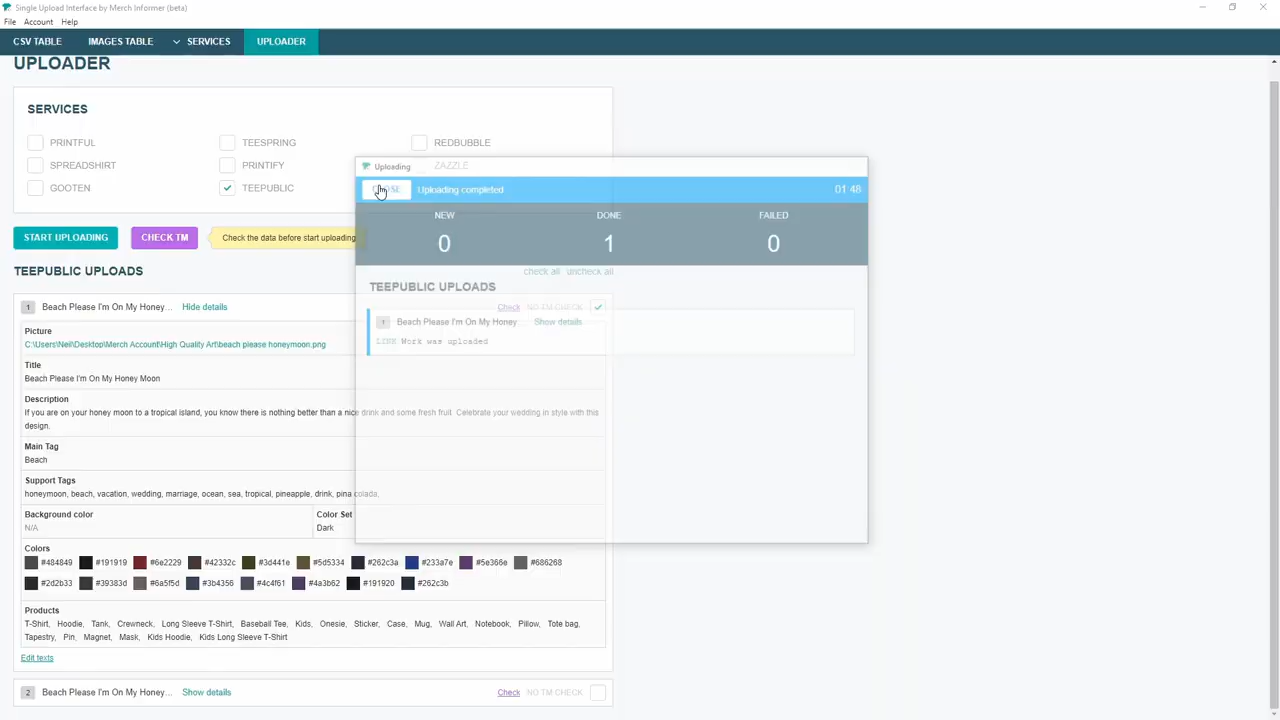 Single Upload Interface by Merch Informer (beta)
File Account Help
CSV TABLE IMAGES TABLE SERVICES UPLOADER
UPLOADER
SERVICES
PRINTFUL TEESPRING REDBUBBLE
SPREADSHIRT PRINTIFY ZAZZLE
GOOTEN TEEPUBLIC
START UPLOADING CHECK TM Check the data before start uploading
Uploading
CLOSE Uploading completed 01:48
NEW DONE FAILED
0 1 0
check all uncheck all
TEEPUBLIC UPLOADS
1 Beach Please I'm On My Honey Show details
LINK Work was uploaded
TEEPUBLIC UPLOADS
1 Beach Please I'm On My Honey... Hide details Check NO TM CHECK
Picture
C:\Users\Neil\Desktop\Merch Account\High Quality Art\beach please honeymoon.png
Title
Beach Please I'm On My Honey Moon
Description
If you are on your honey moon to a tropical island, you know there is nothing better than a nice drink and some fresh fruit. Celebrate your wedding in style with this
design.
Main Tag
Beach
Support Tags
honeymoon, beach, vacation, wedding, marriage, ocean, sea, tropical, pineapple, drink, pina colada,
Background color Color Set
N/A Dark
Colors
#484849 #191919 #6e2229 #42332c #3d441e #5d5334 #262c3a #233a7e #5e366e #686268
#2d2b33 #39383d #6a5f5d #3b4356 #4c4f61 #4a3b62 #191920 #262c3b
Products
T-Shirt, Hoodie, Tank, Crewneck, Long Sleeve T-Shirt, Baseball Tee, Kids, Onesie, Sticker, Case, Mug, Wall Art, Notebook, Pillow, Tote bag,
Tapestry, Pin, Magnet, Mask, Kids Hoodie, Kids Long Sleeve T-Shirt
Edit texts
2 Beach Please I'm On My Honey... Show details Check NO TM CHECK